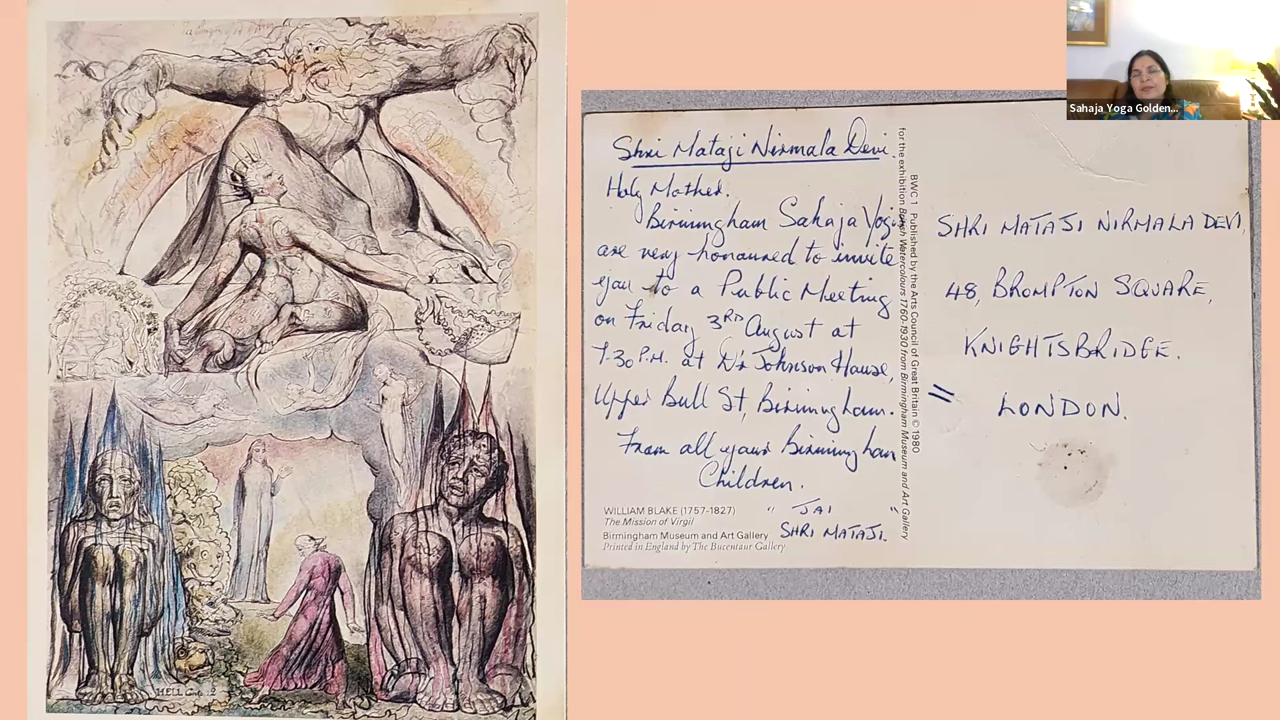 HELL Canto 2
Shri Mataji Nirmala Devi.
Holy Mother.
Birmingham Sahaja Yogis
are very honoured to invite
you to a Public Meeting
on Friday 3RD August at
7.30 P.M. at Dr Johnson House,
Upper Bull St, Birmingham.
From all your Birmingham
Children.
" JAI "
SHRI MATAJI.
WILLIAM BLAKE (1757-1827)
The Mission of Virgil
Birmingham Museum and Art Gallery
Printed in England by The Bucentaur Gallery
BWC1 Published by the Arts Council of Great Britain © 1980
for the exhibition British Watercolours 1760-1930 from Birmingham Museum and Art Gallery
SHRI MATAJI NIRMALA DEVI,
48, BROMPTON SQUARE,
KNIGHTSBRIDGE.
= LONDON.
Sahaja Yoga Golden...